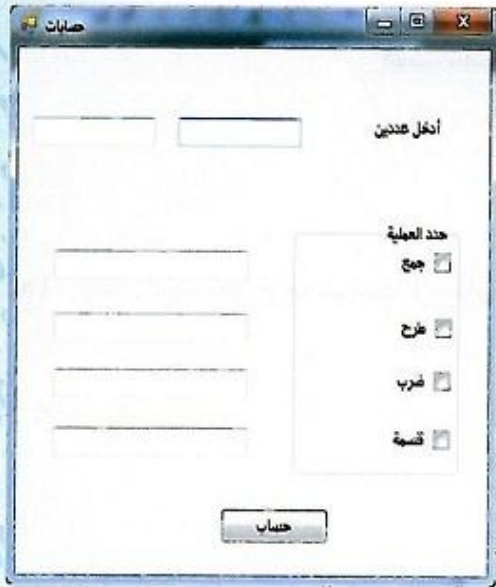 حسابات
أدخل عددين
حدد العملية
جمع
طرح
ضرب
قسمة
حساب